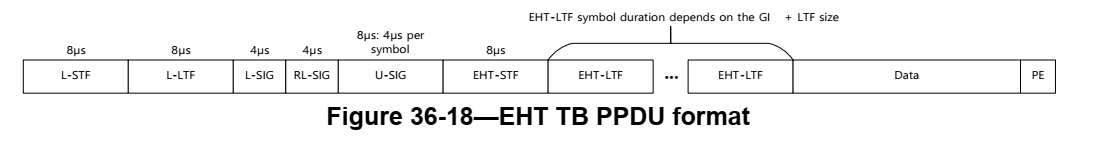 EHT-LTF symbol duration depends on the GI + LTF size
8µs 8µs 4µs 4µs 8µs: 4µs per symbol 8µs
L-STF L-LTF L-SIG RL-SIG U-SIG EHT-STF EHT-LTF ... EHT-LTF Data PE
Figure 36-18—EHT TB PPDU format